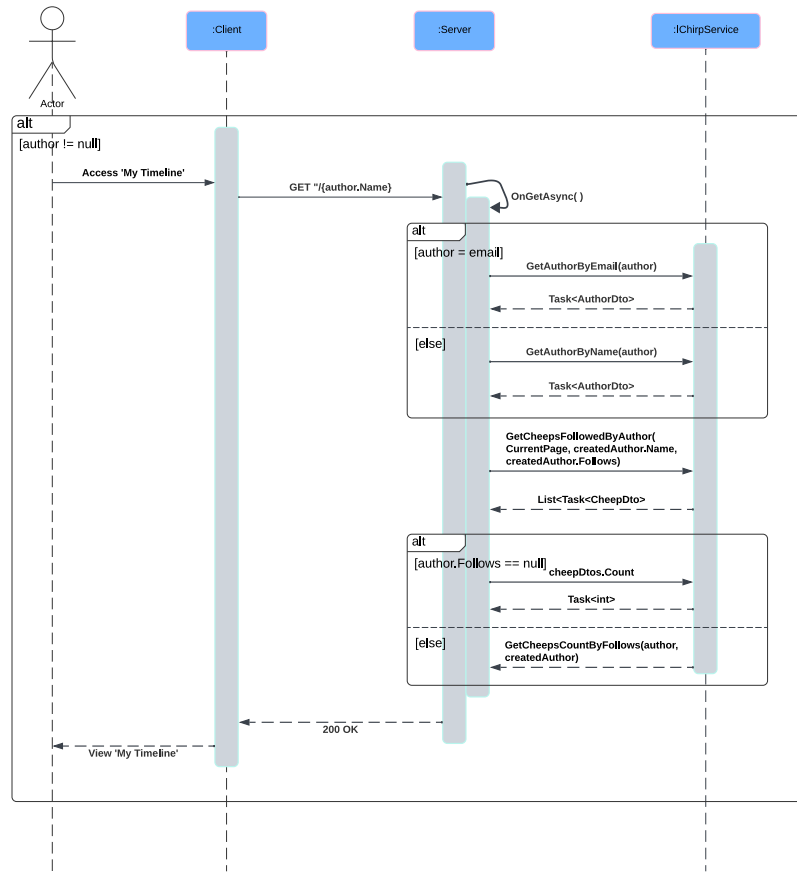 :Client
:Server
:IChirpService
Actor
alt
[author != null]
Access 'My Timeline'
GET "/{author.Name}
OnGetAsync( )
alt
[author = email]
GetAuthorByEmail(author)
Task<AuthorDto>
[else]
GetAuthorByName(author)
Task<AuthorDto>
GetCheepsFollowedByAuthor(
CurrentPage, createdAuthor.Name,
createdAuthor.Follows)
List<Task<CheepDto>
alt
[author.Follows == null]
cheepDtos.Count
Task<int>
[else]
GetCheepsCountByFollows(author,
createdAuthor)
200 OK
View 'My Timeline'